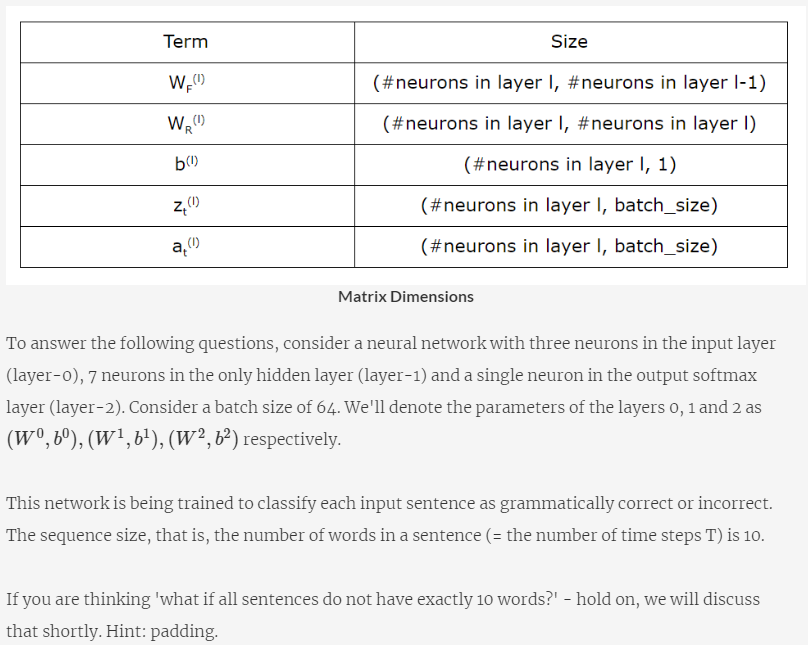 Term Size
W_F^(l) (#neurons in layer l, #neurons in layer l-1)
W_R^(l) (#neurons in layer l, #neurons in layer l)
b^(l) (#neurons in layer l, 1)
z_t^(l) (#neurons in layer l, batch_size)
a_t^(l) (#neurons in layer l, batch_size)
Matrix Dimensions
To answer the following questions, consider a neural network with three neurons in the input layer
(layer-0), 7 neurons in the only hidden layer (layer-1) and a single neuron in the output softmax
layer (layer-2). Consider a batch size of 64. We'll denote the parameters of the layers 0, 1 and 2 as
(W^0, b^0), (W^1, b^1), (W^2, b^2) respectively.
This network is being trained to classify each input sentence as grammatically correct or incorrect.
The sequence size, that is, the number of words in a sentence (= the number of time steps T) is 10.
If you are thinking 'what if all sentences do not have exactly 10 words?' - hold on, we will discuss
that shortly. Hint: padding.